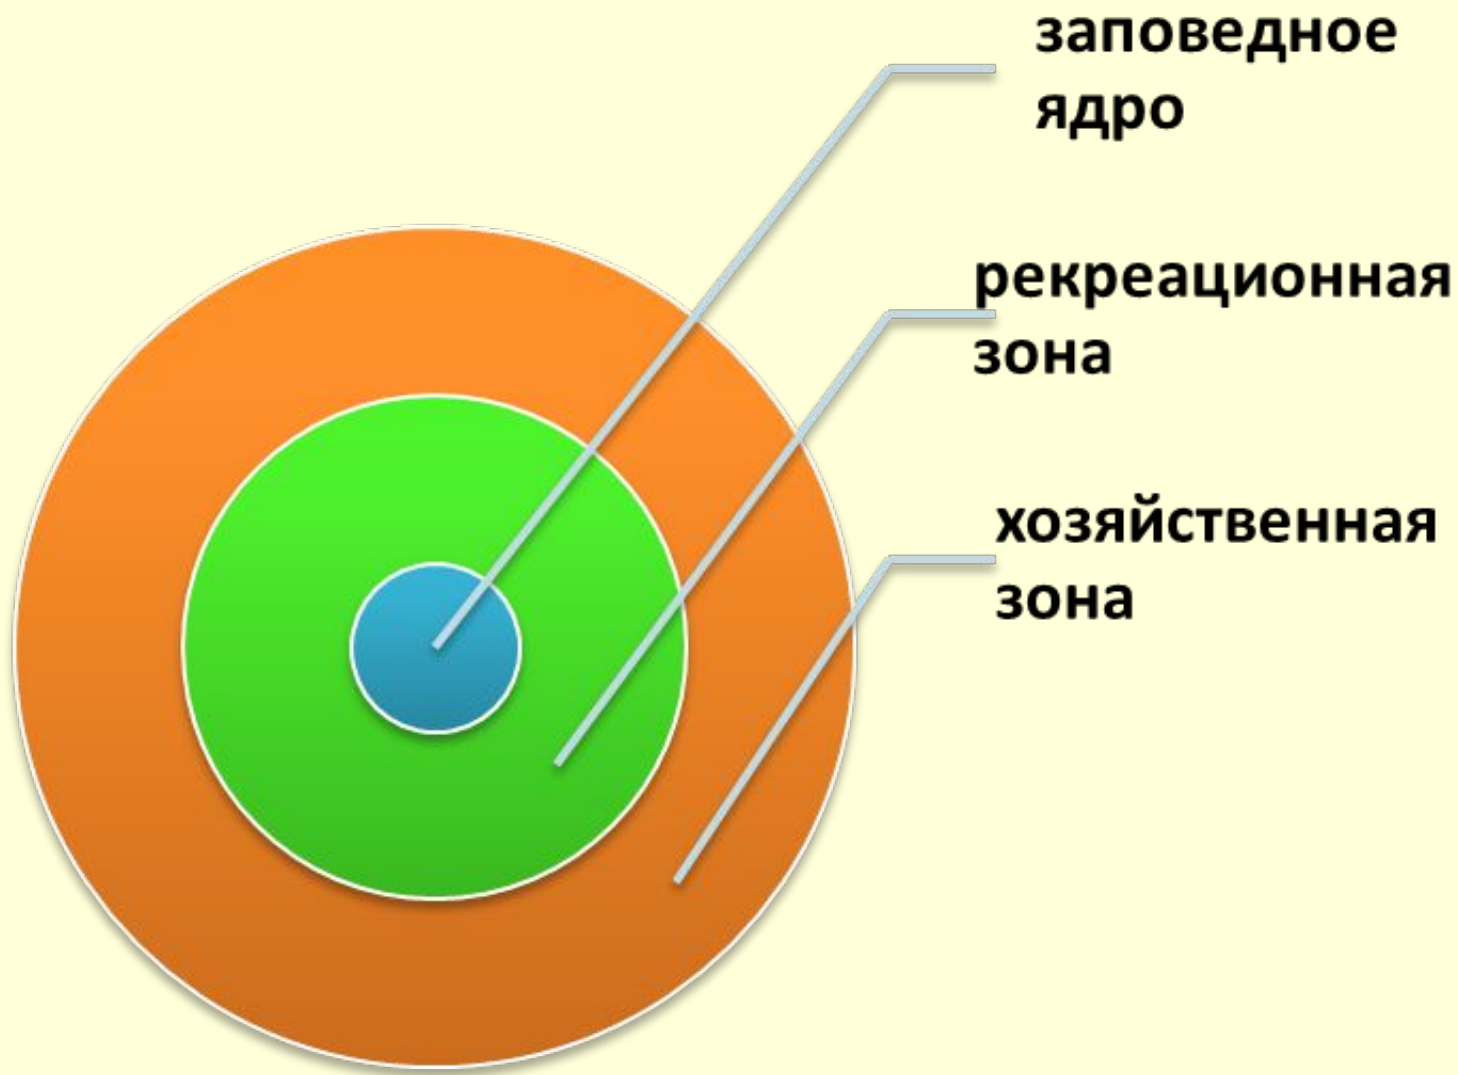 заповедное
ядро
рекреационная
зона
хозяйственная
зона